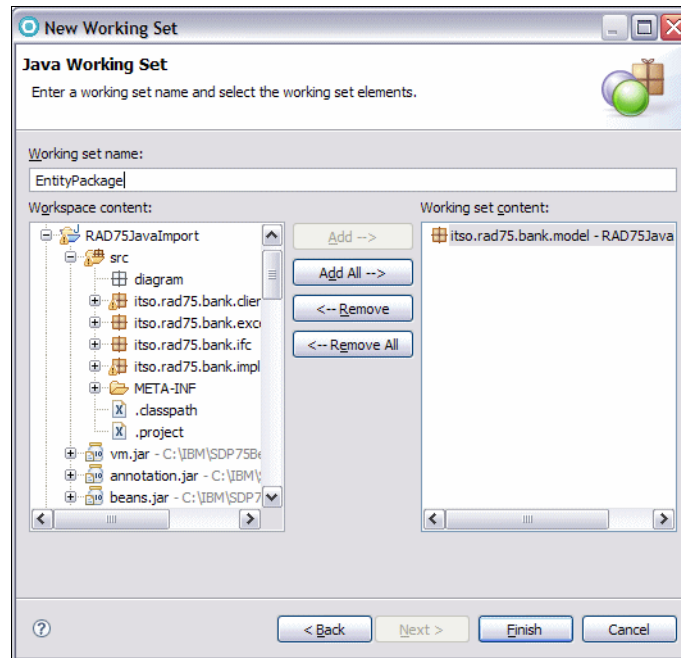 New Working Set
Java Working Set
Enter a working set name and select the working set elements.
Working set name:
EntityPackage
Workspace content:
Working set content:
RAD75JavaImport
src
diagram
itso.rad75.bank.clien
itso.rad75.bank.exc
itso.rad75.bank.ifc
itso.rad75.bank.impl
META-INF
.classpath
.project
vm.jar - C:\IBM\SDP75Be
annotation.jar - C:\IBM\
beans.jar - C:\IBM\SDP7
Add -->
Add All -->
<-- Remove
<-- Remove All
itso.rad75.bank.model - RAD75Java
< Back
Next >
Finish
Cancel